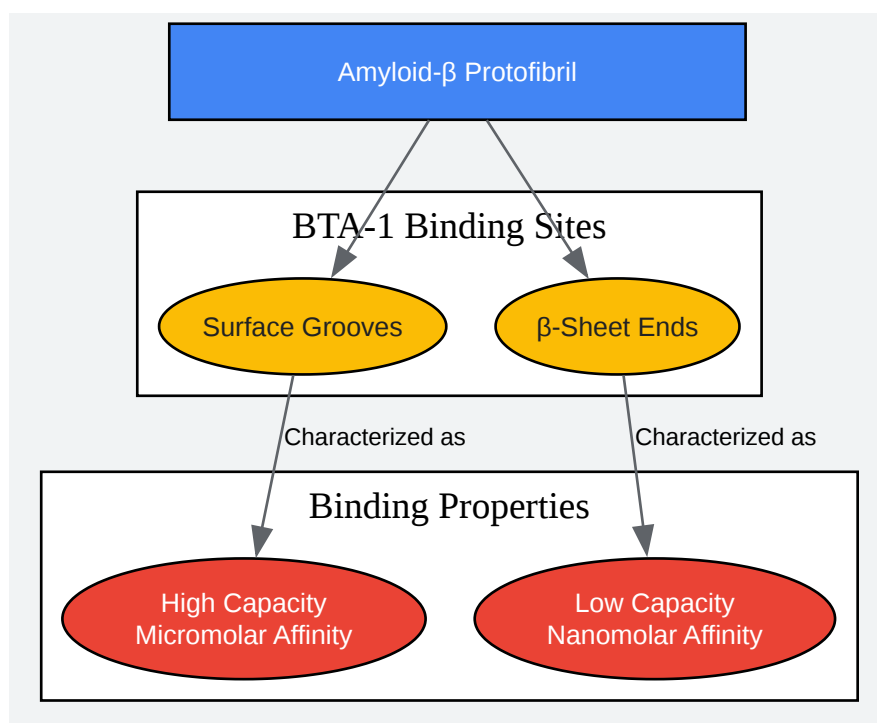 Amyloid-β Protofibril
BTA-1 Binding Sites
Surface Grooves
β-Sheet Ends
Characterized as
Characterized as
Binding Properties
High Capacity
Micromolar Affinity
Low Capacity
Nanomolar Affinity